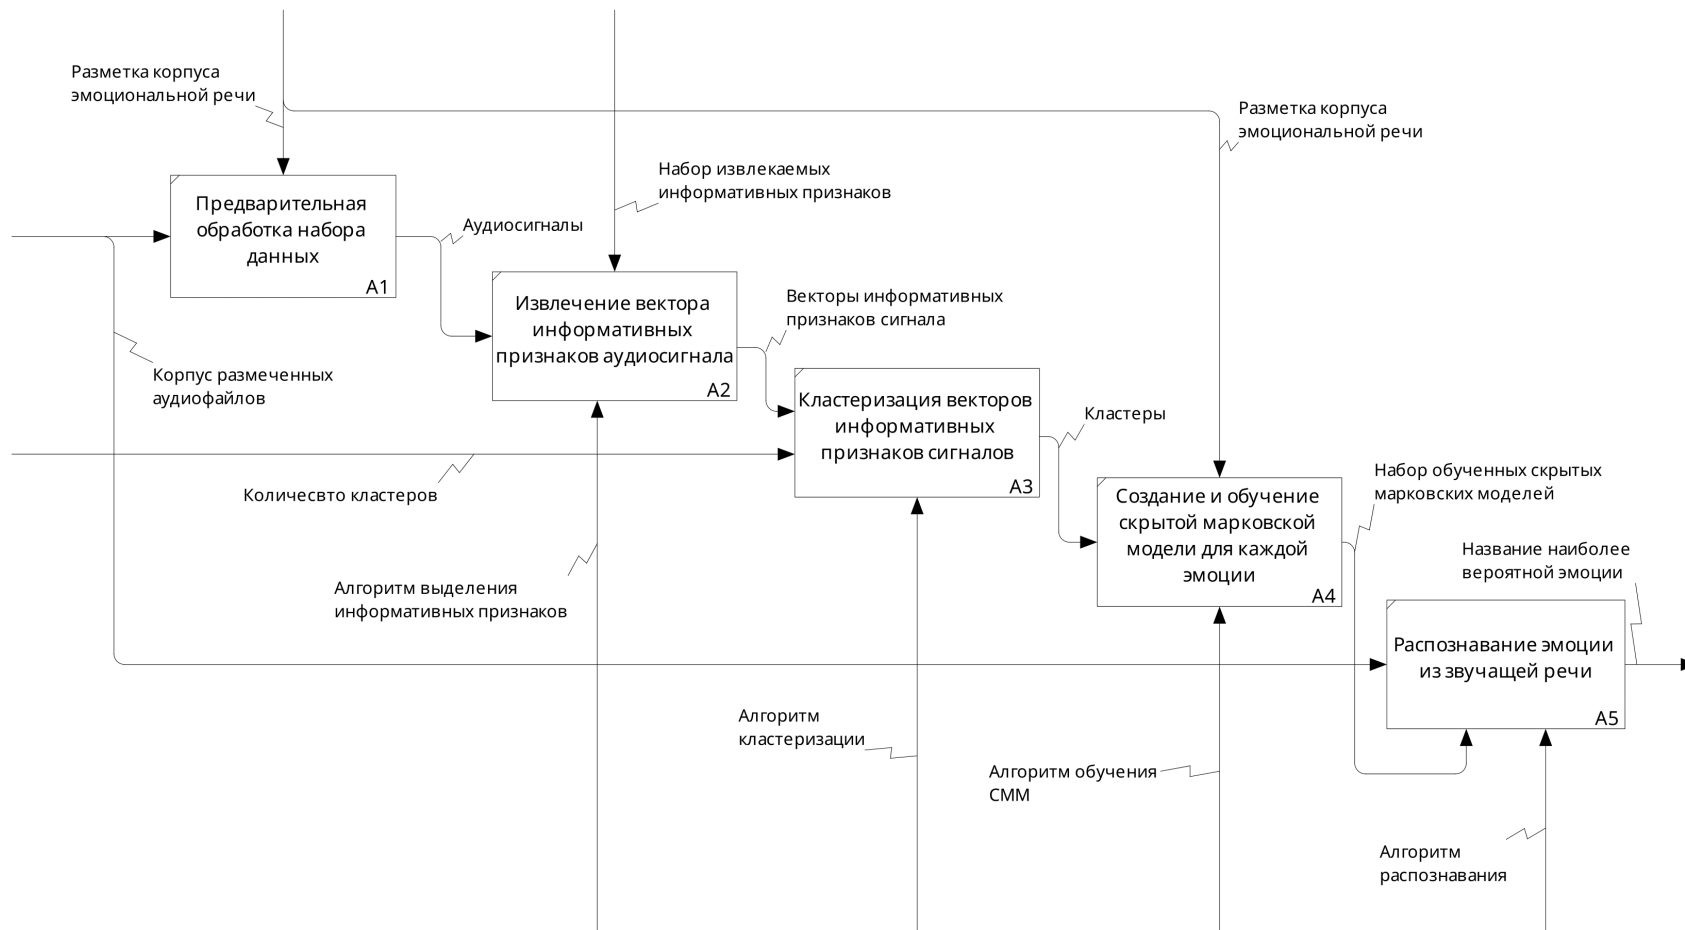 Разметка корпуса
эмоциональной речи
Разметка корпуса
эмоциональной речи
Набор извлекаемых
информативных признаков
Предварительная
обработка набора
данных
A1
Аудиосигналы
Извлечение вектора
информативных
признаков аудиосигнала
A2
Векторы информативных
признаков сигнала
Корпус размеченных
аудиофайлов
Кластеризация векторов
информативных
признаков сигналов
A3
Кластеры
Количесвто кластеров
Набор обученных скрытых
марковских моделей
Создание и обучение
скрытой марковской
модели для каждой
эмоции
A4
Название наиболее
вероятной эмоции
Алгоритм выделения
информативных признаков
Распознавание эмоции
из звучащей речи
A5
Алгоритм
кластеризации
Алгоритм обучения
СММ
Алгоритм
распознавания